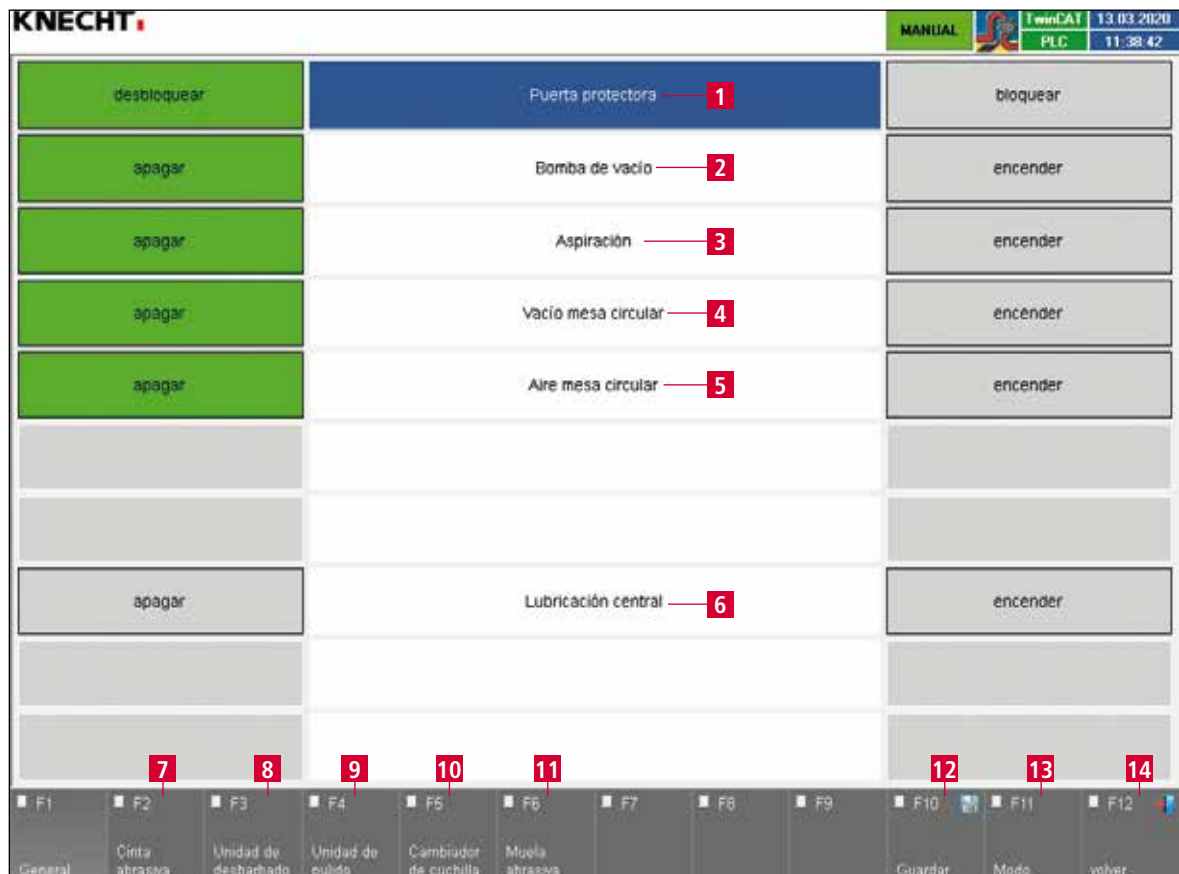 KNECHT
MANUAL
TwinCAT
PLC
13.03.2020
11:38:42
desbloquear
Puerta protectora
1
bloquear
apagar
Bomba de vacío
2
encender
apagar
Aspiración
3
encender
apagar
Vacío mesa circular
4
encender
apagar
Aire mesa circular
5
encender
apagar
Lubricación central
6
encender
7
8
9
10
11
12
13
14
F1
F2
F3
F4
F5
F6
F7
F8
F9
F10
F11
F12
General
Cinta
abrasiva
Unidad de
desbarbado
Unidad de
pulido
Cambiador
de cuchilla
Muela
abrasiva
Guardar
Modo
volver